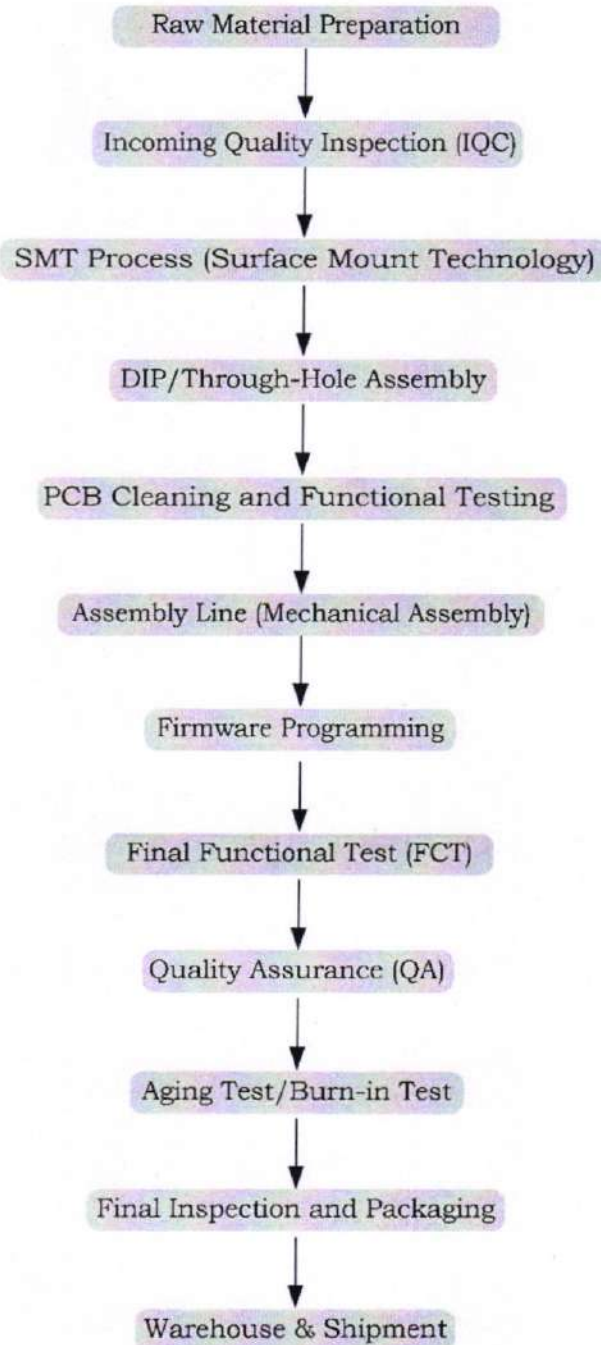 Raw Material Preparation
Incoming Quality Inspection (IQC)
SMT Process (Surface Mount Technology)
DIP/Through-Hole Assembly
PCB Cleaning and Functional Testing
Assembly Line (Mechanical Assembly)
Firmware Programming
Final Functional Test (FCT)
Quality Assurance (QA)
Aging Test/Burn-in Test
Final Inspection and Packaging
Warehouse & Shipment